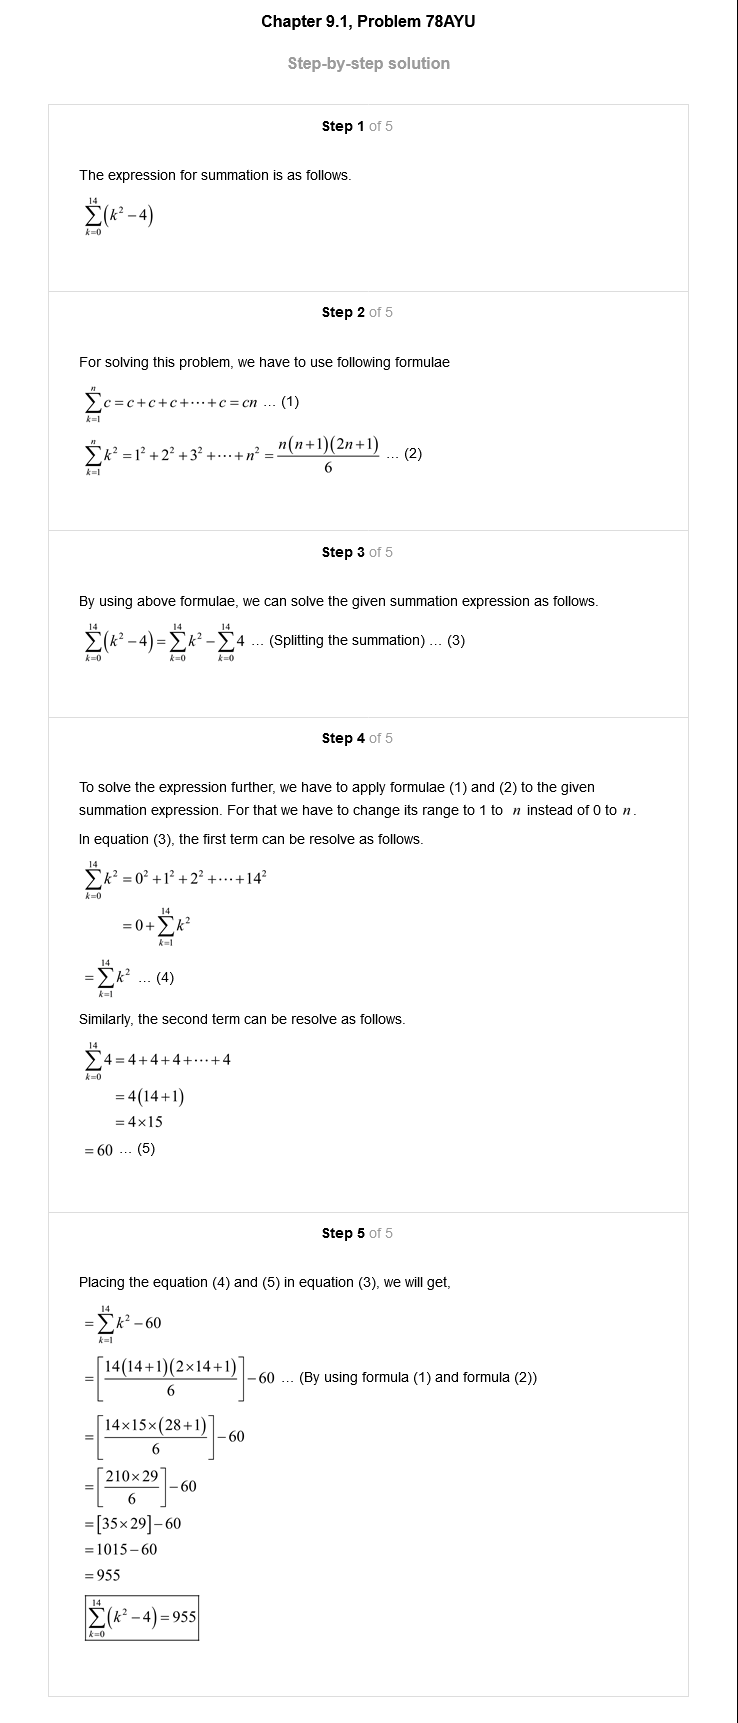 Chapter 9.1, Problem 78AYU
Step-by-step solution
Step 1 of 5
The expression for summation is as follows.
$\sum_{k=0}^{14}(k^2-4)$
Step 2 of 5
For solving this problem, we have to use following formulae
$\sum_{k=1}^{n}c=c+c+c+\cdots+c=cn$ ... (1)
$\sum_{k=1}^{n}k^2=1^2+2^2+3^2+\cdots+n^2=\frac{n(n+1)(2n+1)}{6}$ ... (2)
Step 3 of 5
By using above formulae, we can solve the given summation expression as follows.
$\sum_{k=0}^{14}(k^2-4)=\sum_{k=0}^{14}k^2-\sum_{k=0}^{14}4$ ... (Splitting the summation) ... (3)
Step 4 of 5
To solve the expression further, we have to apply formulae (1) and (2) to the given
summation expression. For that we have to change its range to 1 to $n$ instead of 0 to $n$.
In equation (3), the first term can be resolve as follows.
$\sum_{k=0}^{14}k^2=0^2+1^2+2^2+\cdots+14^2$
$=0+\sum_{k=1}^{14}k^2$
$=\sum_{k=1}^{14}k^2$ ... (4)
Similarly, the second term can be resolve as follows.
$\sum_{k=0}^{14}4=4+4+4+\cdots+4$
$=4(14+1)$
$=4\times15$
$=60$ ... (5)
Step 5 of 5
Placing the equation (4) and (5) in equation (3), we will get,
$=\sum_{k=1}^{14}k^2-60$
$=\left[\frac{14(14+1)(2\times14+1)}{6}\right]-60$ ... (By using formula (1) and formula (2))
$=\left[\frac{14\times15\times(28+1)}{6}\right]-60$
$=\left[\frac{210\times29}{6}\right]-60$
$=[35\times29]-60$
$=1015-60$
$=955$
$\sum_{k=0}^{14}(k^2-4)=955$